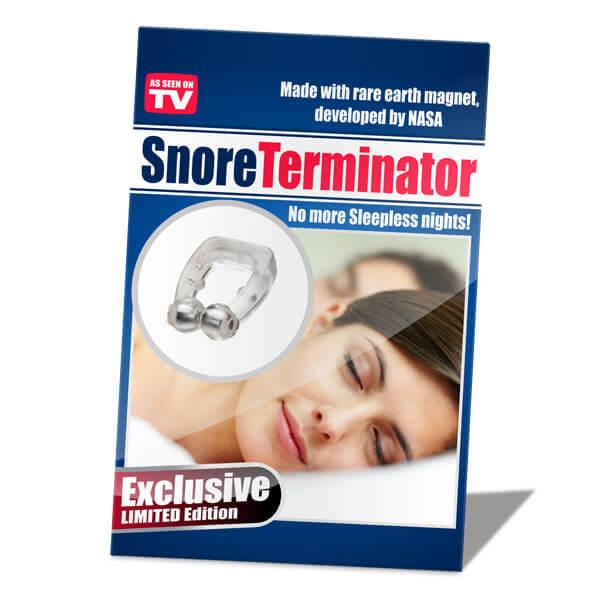 AS SEEN ON
TV
Made with rare earth magnet,
developed by NASA
SnoreTerminator
No more Sleepless nights!
Exclusive
LIMITED Edition